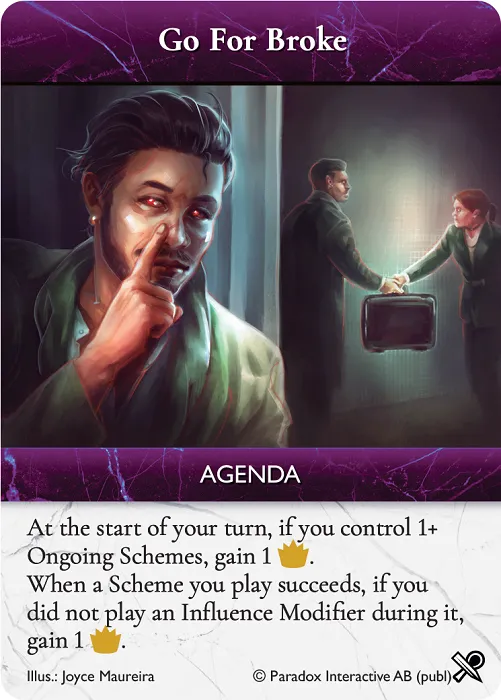 Go For Broke
AGENDA
At the start of your turn, if you control 1+
Ongoing Schemes, gain 1 .
When a Scheme you play succeeds, if you
did not play an Influence Modifier during it,
gain 1 .
Illus.: Joyce Maureira
© Paradox Interactive AB (publ)